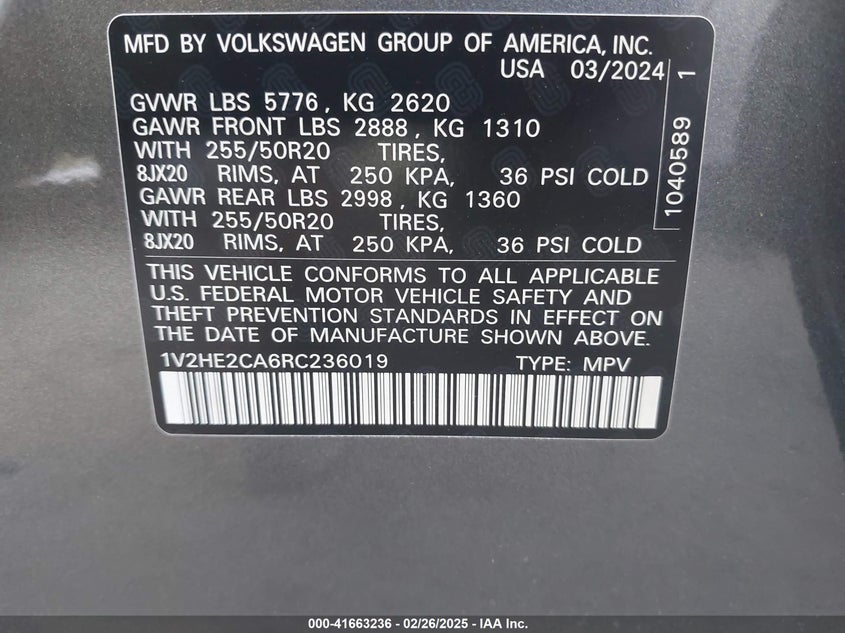 MFD BY VOLKSWAGEN GROUP OF AMERICA, INC.
USA 03/2024
GVWR LBS 5776, KG 2620
GAWR FRONT LBS 2888, KG 1310
WITH 255/50R20 TIRES,
8JX20 RIMS, AT 250 KPA, 36 PSI COLD
GAWR REAR LBS 2998, KG 1360
WITH 255/50R20 TIRES,
8JX20 RIMS, AT 250 KPA, 36 PSI COLD
1040589 1
THIS VEHICLE CONFORMS TO ALL APPLICABLE
U.S. FEDERAL MOTOR VEHICLE SAFETY AND
THEFT PREVENTION STANDARDS IN EFFECT ON
THE DATE OF MANUFACTURE SHOWN ABOVE.
1V2HE2CA6RC236019 TYPE: MPV
000-41663236 - 02/26/2025 - IAA Inc.